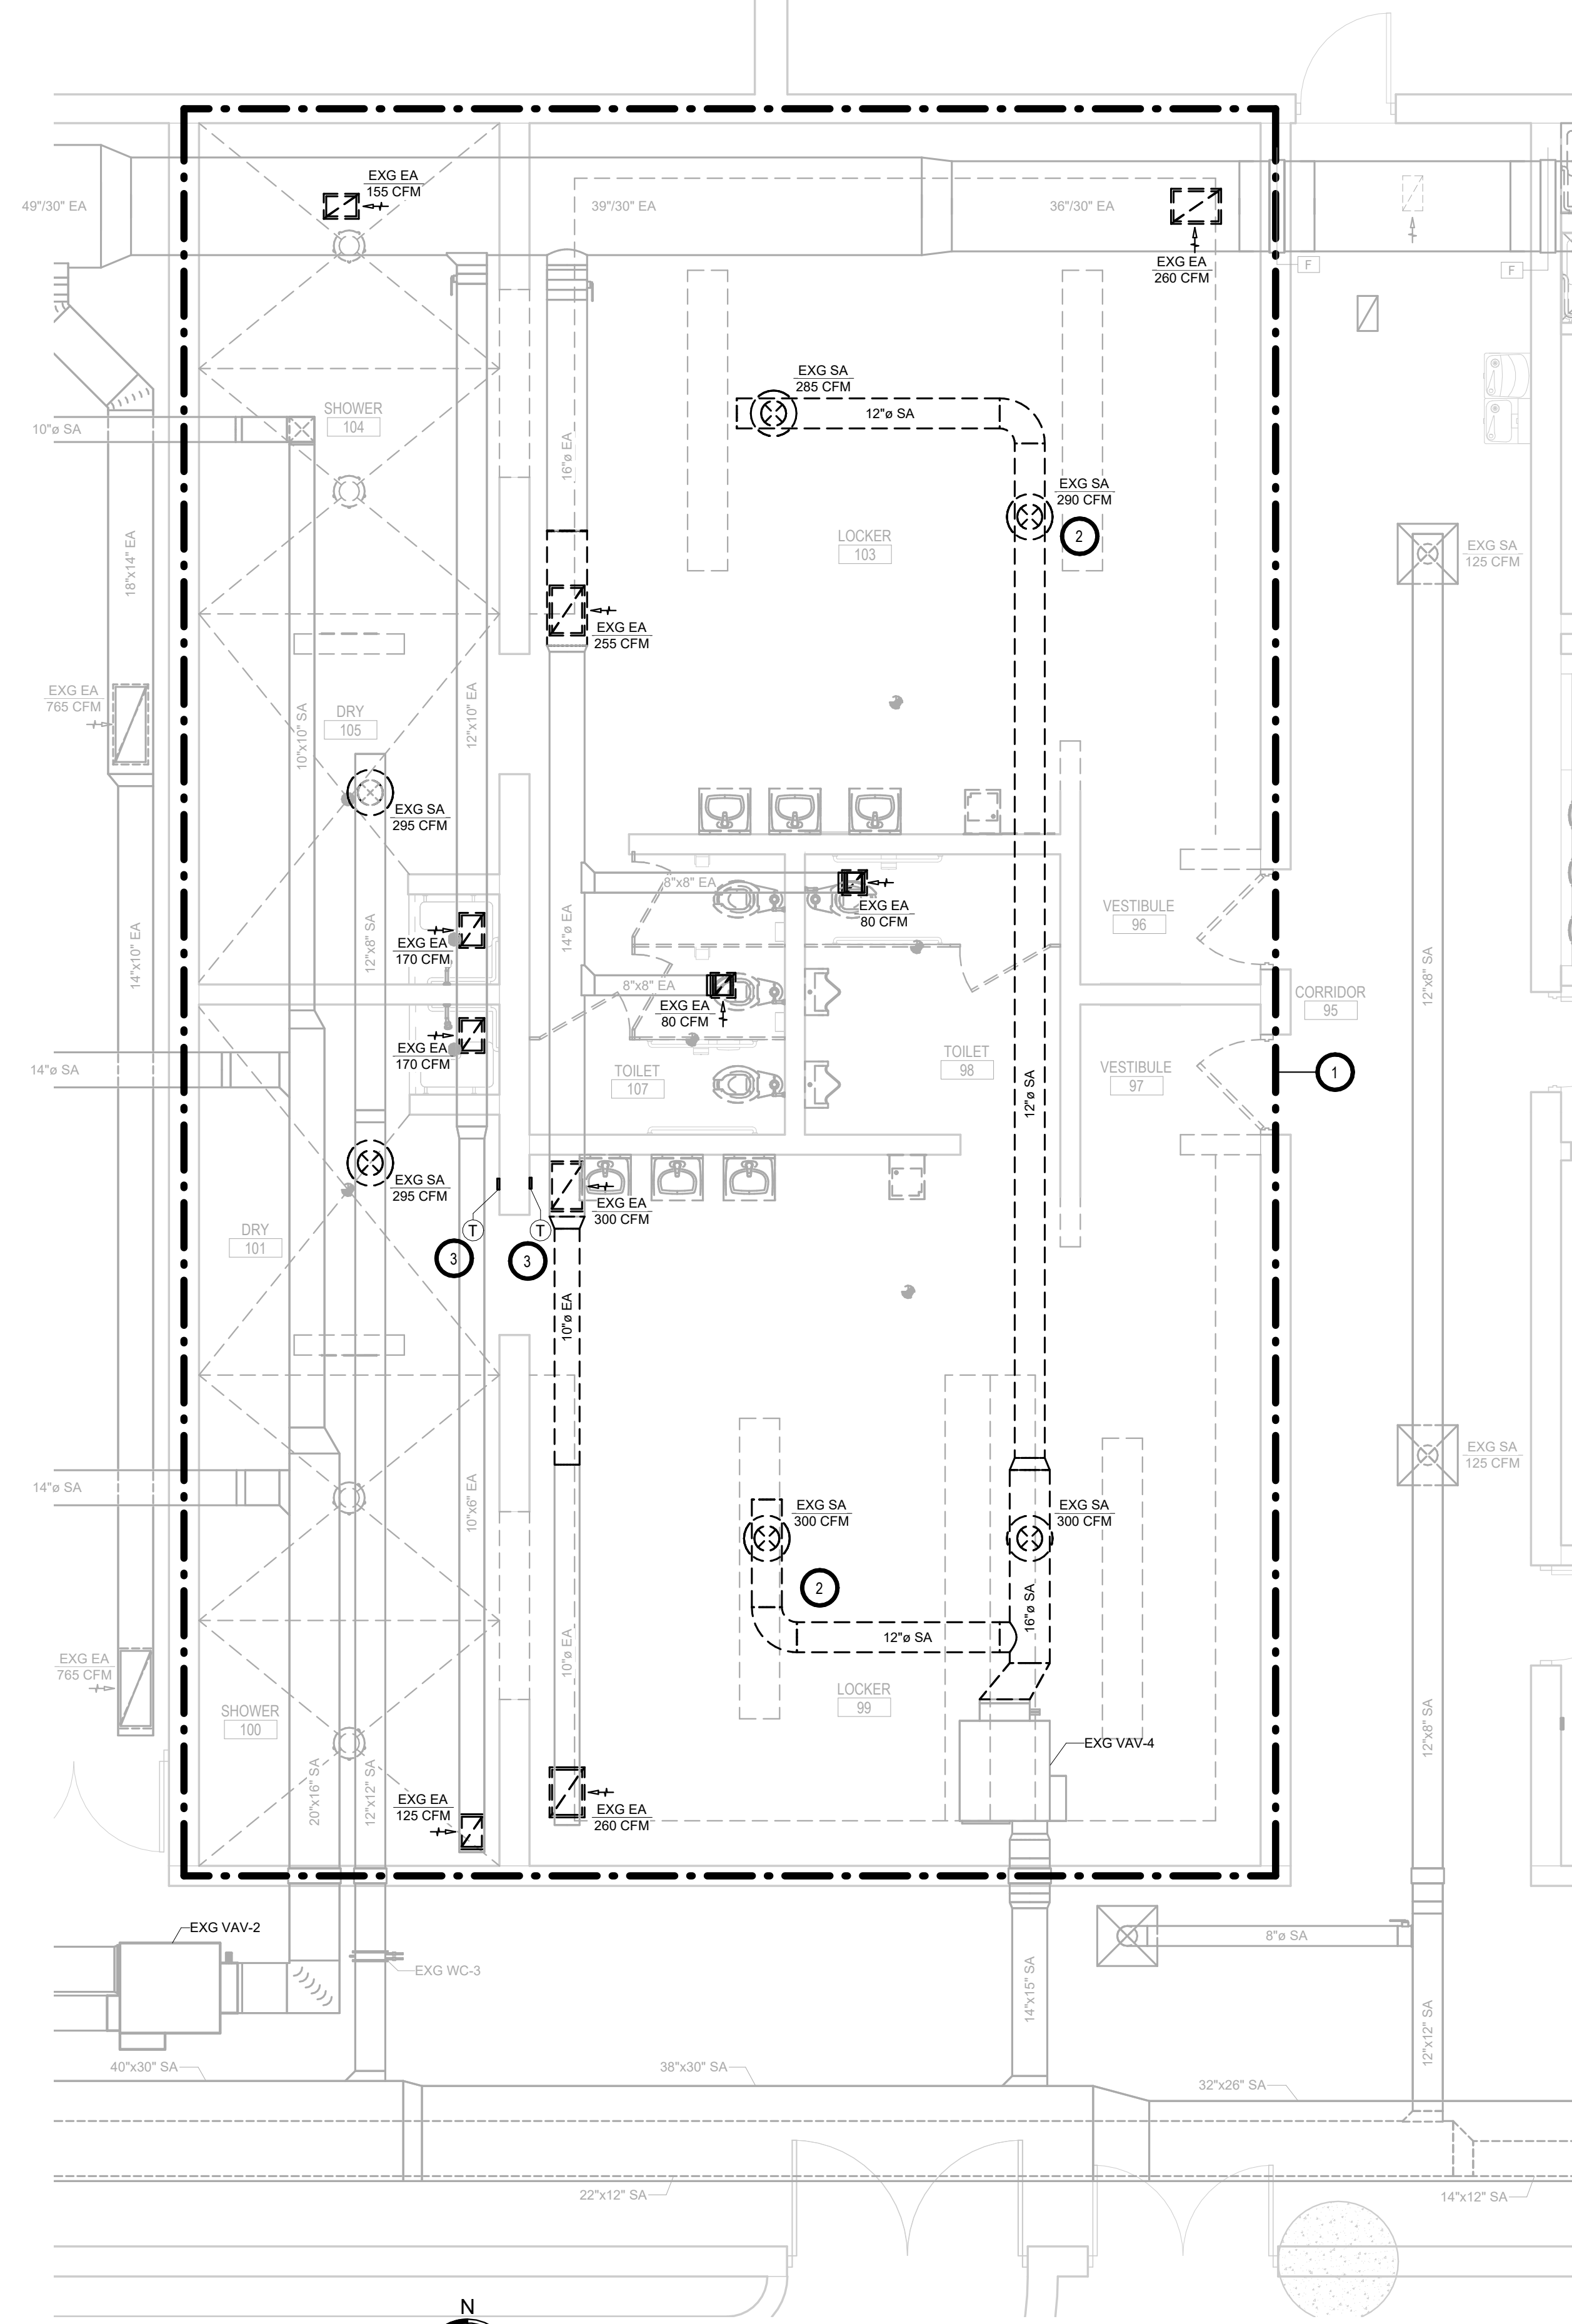 EXG EA
155 CFM
49"/30" EA
39"/30" EA
36"/30" EA
EXG EA
260 CFM
F
F
EXG SA
285 CFM
12"ø SA
SHOWER
104
10"ø SA
16"ø EA
EXG SA
290 CFM
2
LOCKER
103
EXG SA
125 CFM
18"x14" EA
EXG EA
255 CFM
EXG EA
765 CFM
DRY
105
10"x10" SA
12"x10" EA
EXG SA
295 CFM
8"x8" EA
EXG EA
80 CFM
VESTIBULE
96
14"x10" EA
12"x8" SA
EXG EA
170 CFM
14"ø EA
12"x8" SA
8"x8" EA
EXG EA
80 CFM
CORRIDOR
95
EXG EA
170 CFM
14"ø SA
TOILET
107
TOILET
98
12"ø SA
VESTIBULE
97
1
EXG SA
295 CFM
EXG EA
300 CFM
DRY
101
T
T
3
3
10"ø EA
EXG SA
125 CFM
14"ø SA
10"x6" EA
EXG SA
300 CFM
EXG SA
300 CFM
2
16"ø SA
12"ø SA
10"ø EA
EXG EA
765 CFM
SHOWER
100
LOCKER
99
EXG VAV-4
12"x8" SA
20"x16" SA
12"x12" SA
EXG EA
125 CFM
EXG EA
260 CFM
EXG VAV-2
8"ø SA
EXG WC-3
14"x15" SA
12"x12" SA
40"x30" SA
38"x30" SA
32"x26" SA
22"x12" SA
14"x12" SA
N